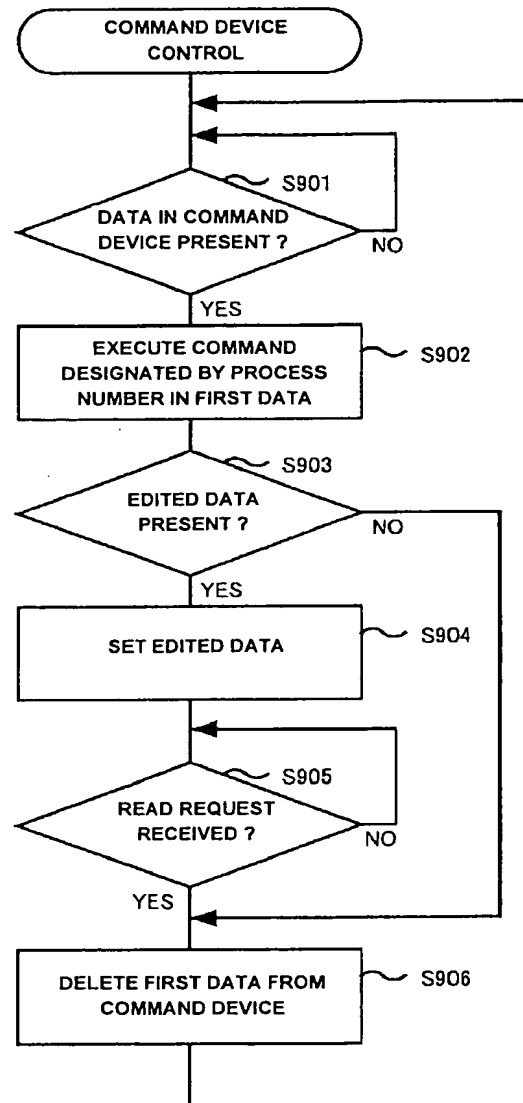 COMMAND DEVICE
CONTROL
S901
DATA IN COMMAND
DEVICE PRESENT ?
NO
YES
EXECUTE COMMAND
DESIGNATED BY PROCESS
NUMBER IN FIRST DATA
S902
S903
EDITED DATA
PRESENT ?
NO
YES
SET EDITED DATA
S904
S905
READ REQUEST
RECEIVED ?
NO
YES
DELETE FIRST DATA FROM
COMMAND DEVICE
S906